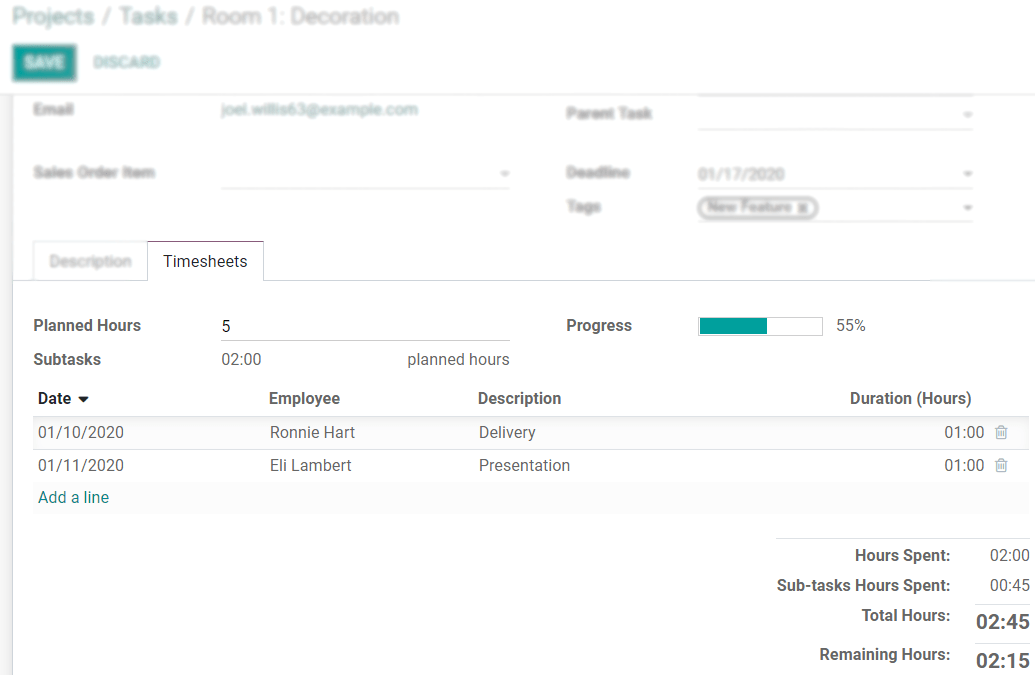 Projects / Tasks / Room 1: Decoration
SAVE DISCARD
Email joel.willis63@example.com Parent Task
Sales Order Item Deadline 01/17/2020
Tags New Feature ×
Description Timesheets
Planned Hours 5 Progress 55%
Subtasks 02:00 planned hours
Date Employee Description Duration (Hours)
01/10/2020 Ronnie Hart Delivery 01:00
01/11/2020 Eli Lambert Presentation 01:00
Add a line
Hours Spent: 02:00
Sub-tasks Hours Spent: 00:45
Total Hours: 02:45
Remaining Hours: 02:15